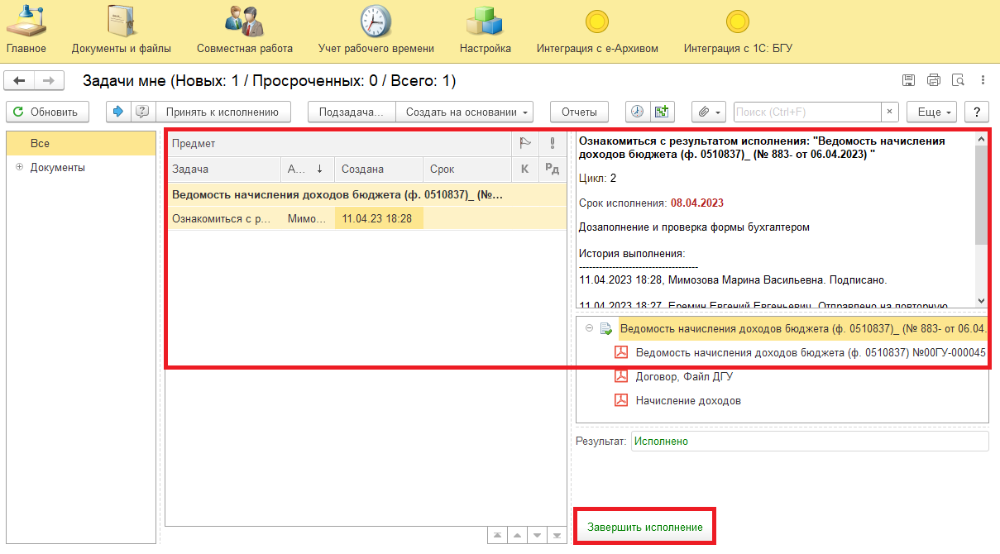 Главное
Документы и файлы
Совместная работа
Учет рабочего времени
Настройка
Интеграция с е-Архивом
Интеграция с 1С: БГУ
Задачи мне (Новых: 1 / Просроченных: 0 / Всего: 1)
Обновить
Принять к исполнению
Подзадача...
Создать на основании
Отчеты
Поиск (Ctrl+F)
×
Еще
?
Все
Документы
Предмет
Задача
А... ↓
Создана
Срок
К
Рд
Ведомость начисления доходов бюджета (ф. 0510837)_ (№...
Ознакомиться с р...
Мимо...
11.04.23 18:28
Ознакомиться с результатом исполнения: "Ведомость начисления
доходов бюджета (ф. 0510837)_ (№ 883- от 06.04.2023) "
Цикл: 2
Срок исполнения: 08.04.2023
Дозаполнение и проверка формы бухгалтером
История выполнения:
------------------------------------
11.04.2023 18:28, Мимозова Марина Васильевна. Подписано.
11.04.2023 18:27, Еремин Евгений Евгеньевич. Отправлено на повторную
Ведомость начисления доходов бюджета (ф. 0510837)_ (№ 883- от 06.04.
Ведомость начисления доходов бюджета (ф. 0510837) №00ГУ-000045
Договор, Файл ДГУ
Начисление доходов
Результат: Исполнено
Завершить исполнение